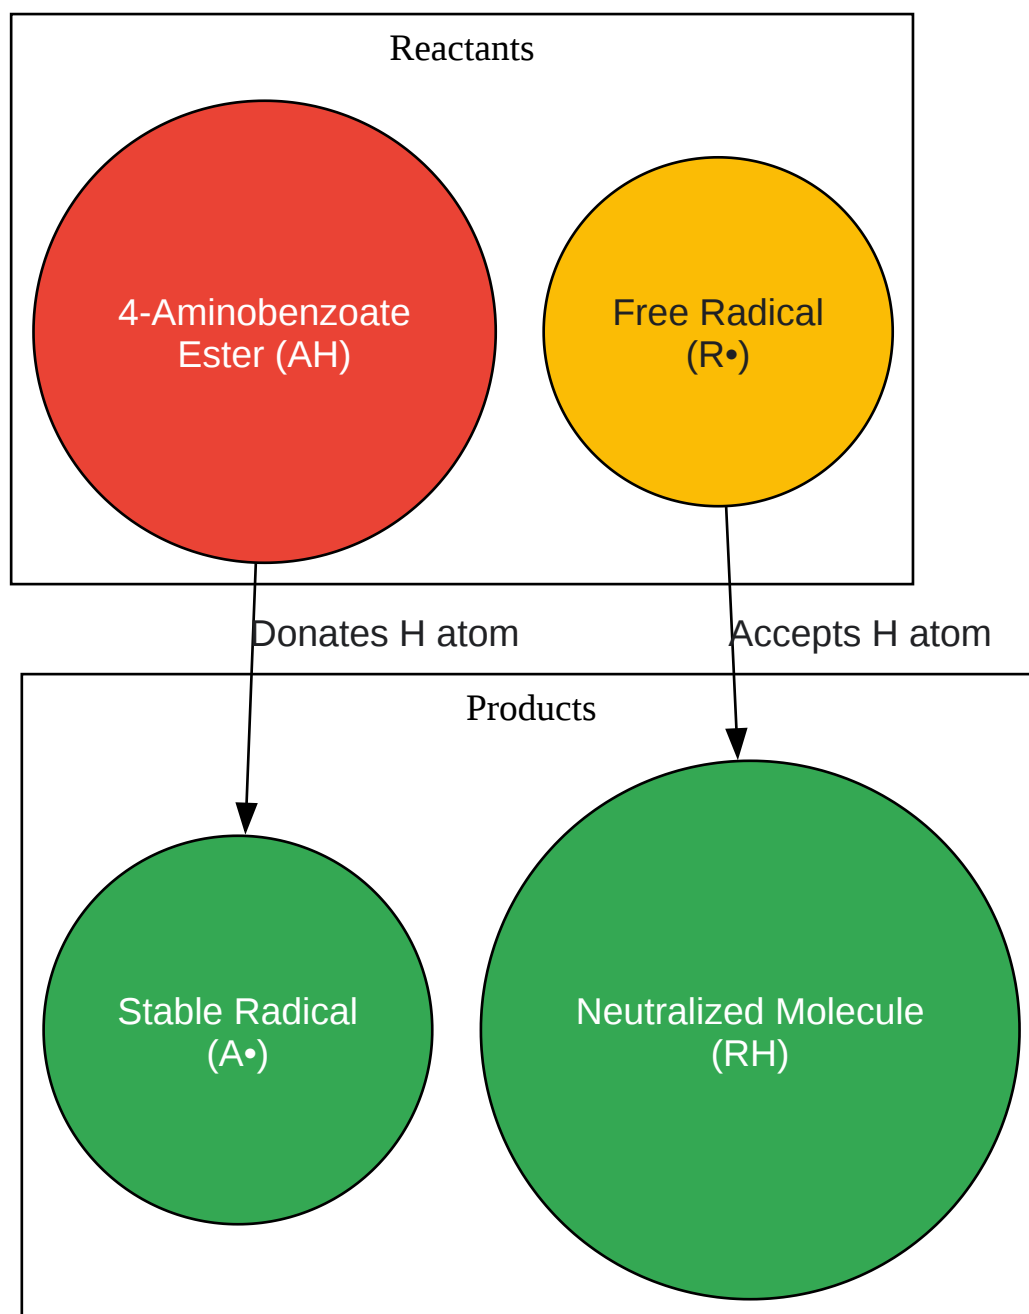 Reactants
4-Aminobenzoate
Ester (AH)
Free Radical
(R•)
Donates H atom
Accepts H atom
Products
Stable Radical
(A•)
Neutralized Molecule
(RH)